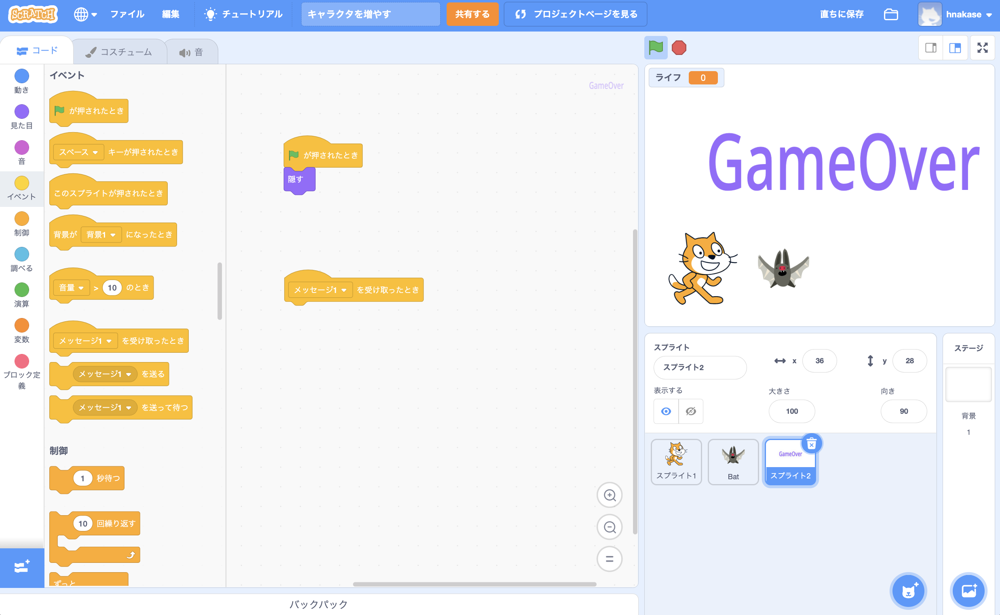 SCRATCH
ファイル
編集
チュートリアル
キャラクタを増やす
共有する
プロジェクトページを見る
直ちに保存
hnakase
コード
コスチューム
音
動き
見た目
音
イベント
制御
調べる
演算
変数
ブロック定
義
イベント
が押されたとき
スペース キーが押されたとき
このスプライトが押されたとき
背景が 背景1 になったとき
音量 > 10 のとき
メッセージ1 を受け取ったとき
メッセージ1 を送る
メッセージ1 を送って待つ
制御
1 秒待つ
10 回繰り返す
ずっと
GameOver
が押されたとき
隠す
メッセージ1 を受け取ったとき
バックパック
ライフ 0
GameOver
スプライト
スプライト2
x 36
y 28
表示する
大きさ
100
向き
90
スプライト1
Bat
GameOver
スプライト2
ステージ
背景
1